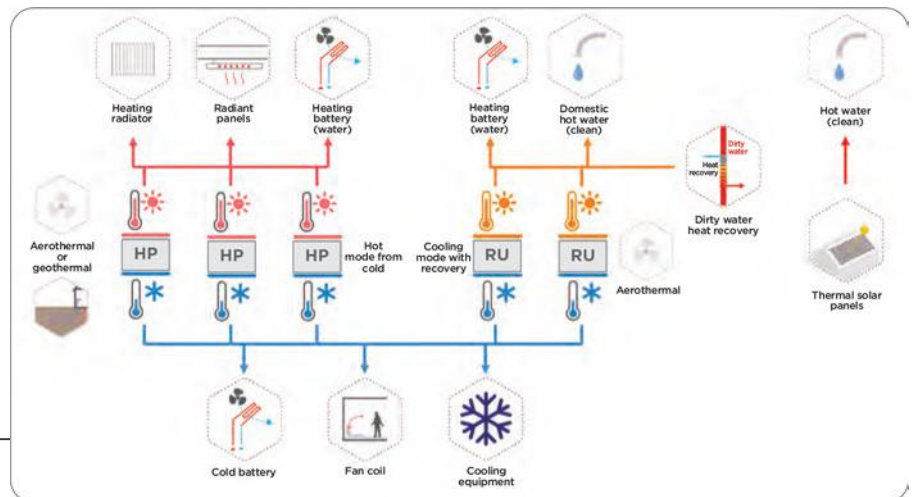 Heating
radiator
Radiant
panels
Heating
battery
(water)
Heating
battery
(water)
Domestic
hot water
(clean)
Hot water
(clean)
Dirty
water
Heat
recovery
Dirty water
heat recovery
Aerothermal
or
geothermal
HP
HP
HP
Hot
mode from
cold
Cooling
mode with
recovery
RU
RU
Aerothermal
Thermal solar
panels
Cold battery
Fan coil
Cooling
equipment